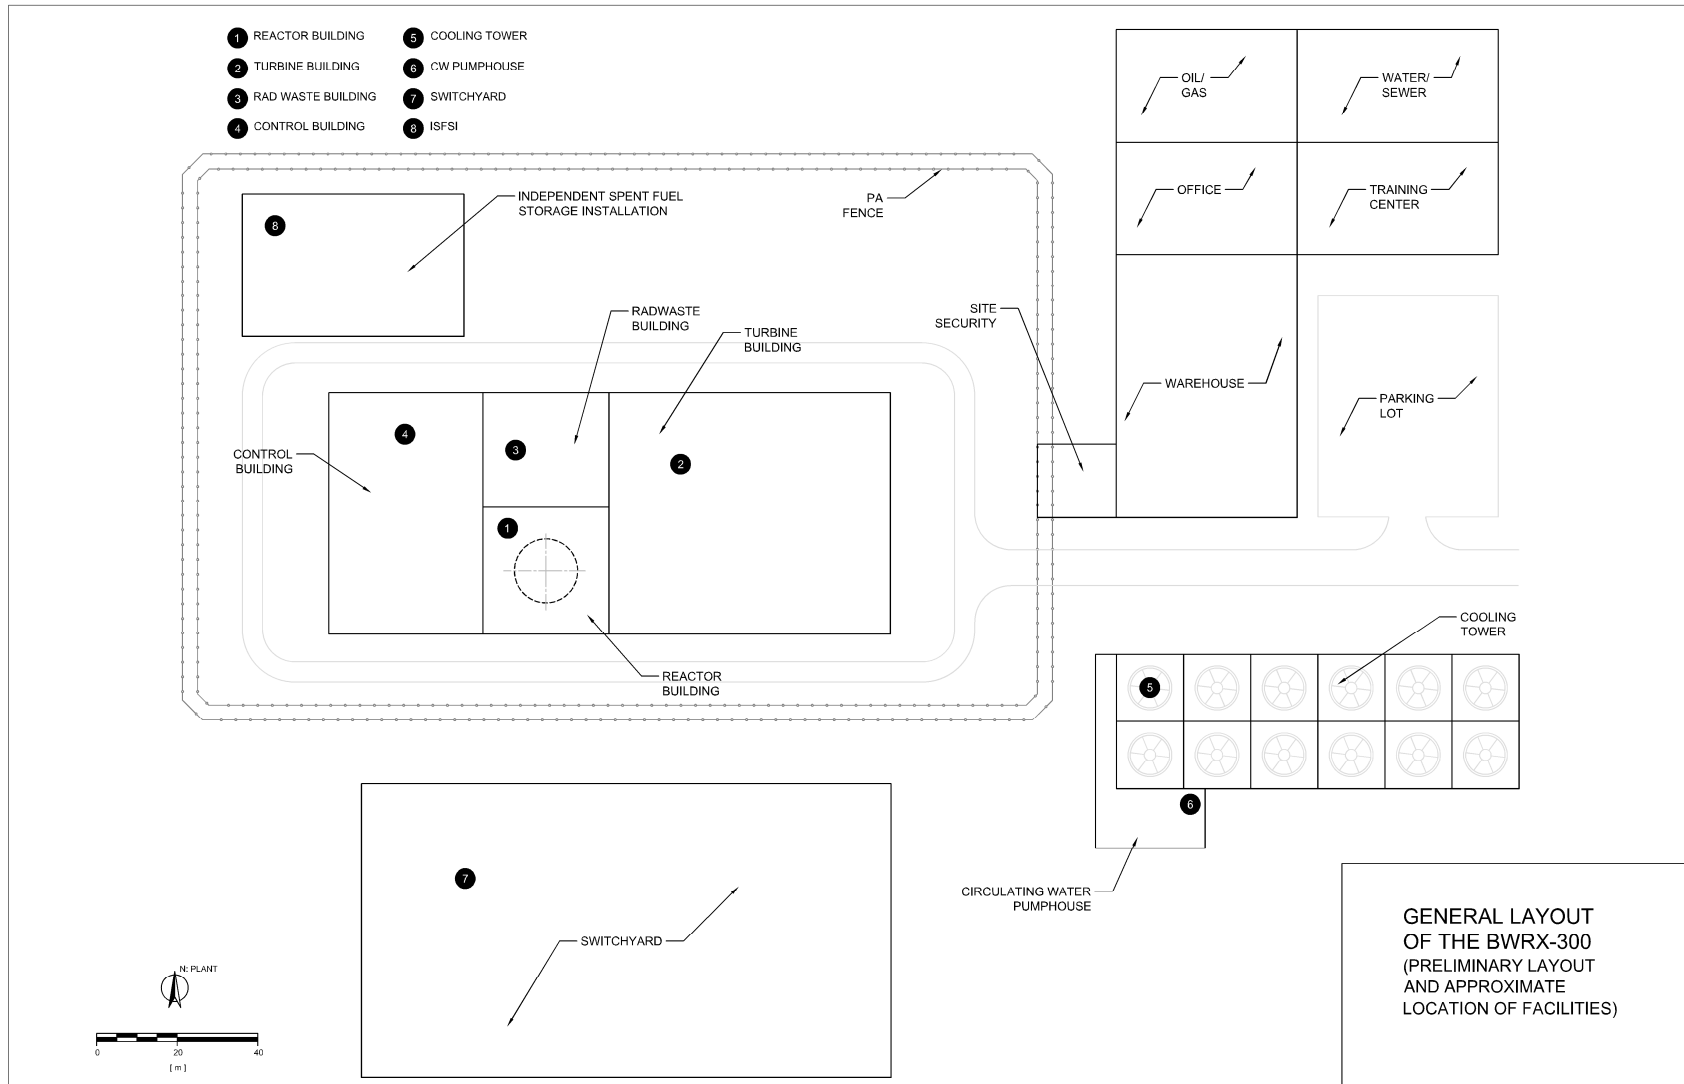 1 REACTOR BUILDING
2 TURBINE BUILDING
3 RAD WASTE BUILDING
4 CONTROL BUILDING
5 COOLING TOWER
6 CW PUMPHOUSE
7 SWITCHYARD
8 ISFSI
OIL/
GAS
WATER/
SEWER
OFFICE
TRAINING
CENTER
8
INDEPENDENT SPENT FUEL
STORAGE INSTALLATION
PA
FENCE
RADWASTE
BUILDING
TURBINE
BUILDING
SITE
SECURITY
WAREHOUSE
PARKING
LOT
4
3
2
CONTROL
BUILDING
1
REACTOR
BUILDING
COOLING
TOWER
5
6
CIRCULATING WATER
PUMPHOUSE
7
SWITCHYARD
N: PLANT
0 20 40
[ m ]
GENERAL LAYOUT
OF THE BWRX-300
(PRELIMINARY LAYOUT
AND APPROXIMATE
LOCATION OF FACILITIES)